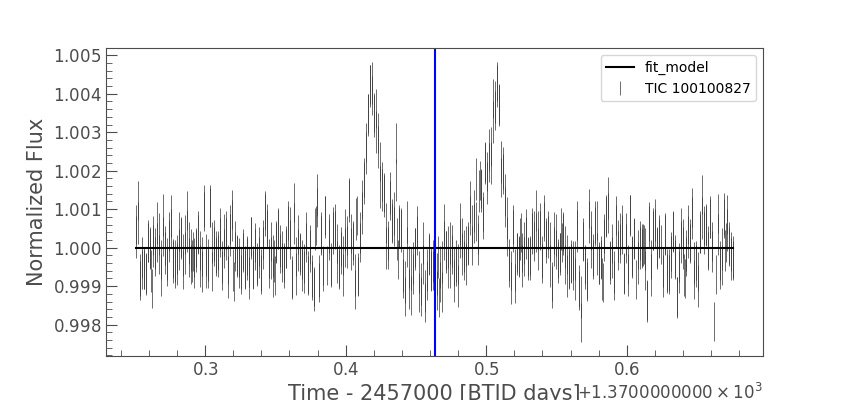 1.005
1.004
1.003
1.002
1.001
1.000
0.999
0.998
Normalized Flux
fit_model
TIC 100100827
0.3 0.4 0.5 0.6
Time - 2457000 [BTJD days]
+1.3700000000 × 10³